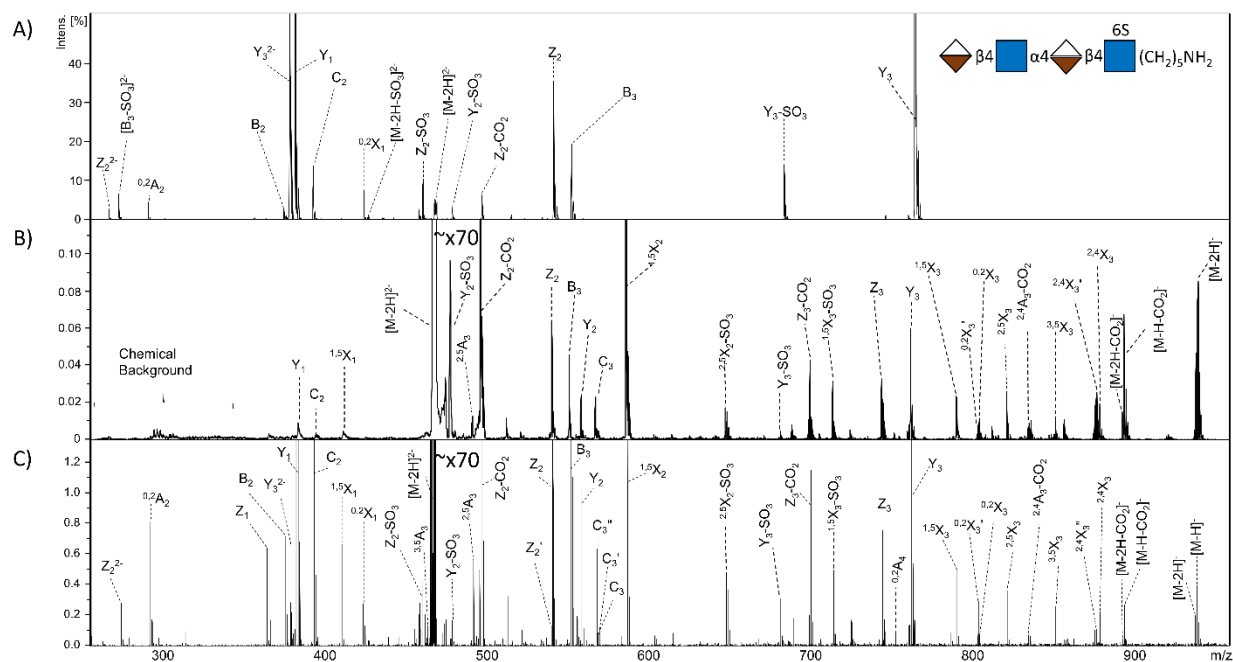 A)
Intens. [%]
40
30
20
10
0
Z₂²⁻
[B₃-SO₃]²⁻
⁰,²A₂
B₂
Y₃²⁻
Y₁
C₂
⁰,²X₁
[M-2H-SO₃]²⁻
Z₂-SO₃
[M-2H]²⁻
Y₂-SO₃
Z₂-CO₂
Z₂
B₃
Y₃-SO₃
Y₃
6S
β4 α4 β4 (CH₂)₅NH₂
B)
0.10
0.08
0.06
0.04
0.02
0
Chemical
Background
Y₁
C₂
¹,⁵X₁
[M-2H]²⁻
~x70
²,⁵A₃
Y₂-SO₃
Z₂-CO₂
Z₂
B₃
Y₂
C₃
¹,⁵X₂
²,⁵X₂-SO₃
Y₃-SO₃
Z₃-CO₂
¹,⁵X₃-SO₃
Z₃
Y₃
¹,⁵X₃
⁰,²X₃'
⁰,²X₃
²,⁵X₃
²,⁴A₃-CO₂
³,⁵X₃
²,⁴X₃'
²,⁴X₃
[M-2H-CO₂]⁻
[M-H-CO₂]⁻
[M-2H]⁻
C)
1.2
1.0
0.8
0.6
0.4
0.2
0.0
Z₂²⁻
⁰,²A₂
Z₁
B₂
Y₃²⁻
Y₁
C₂
¹,⁵X₁
⁰,²X₁
Z₂-SO₃
³,⁵A₃
[M-2H]²⁻
~x70
Y₂-SO₃
²,⁵A₃
Z₂-CO₂
Z₂'
Z₂
B₃
Y₂
C₃''
C₃'
C₃
¹,⁵X₂
²,⁵X₂-SO₃
Y₃-SO₃
Z₃-CO₂
¹,⁵X₃-SO₃
Z₃
⁰,²A₄
Y₃
¹,⁵X₃
⁰,²X₃'
⁰,²X₃
²,⁵X₃
²,⁴A₃-CO₂
³,⁵X₃
²,⁴X₃''
²,⁴X₃
[M-2H-CO₂]⁻
[M-H-CO₂]⁻
[M-2H]⁻
[M-H]⁻
300 400 500 600 700 800 900 m/z